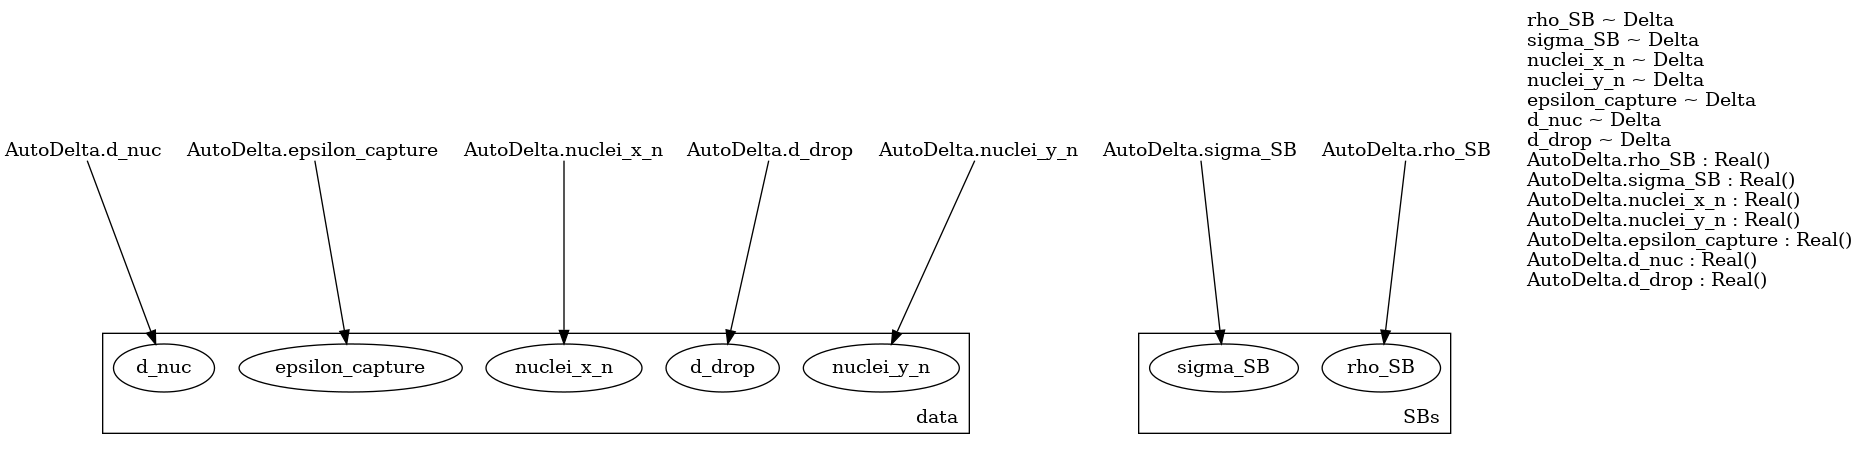 rho_SB ~ Delta
sigma_SB ~ Delta
nuclei_x_n ~ Delta
nuclei_y_n ~ Delta
epsilon_capture ~ Delta
d_nuc ~ Delta
d_drop ~ Delta
AutoDelta.rho_SB : Real()
AutoDelta.sigma_SB : Real()
AutoDelta.nuclei_x_n : Real()
AutoDelta.nuclei_y_n : Real()
AutoDelta.epsilon_capture : Real()
AutoDelta.d_nuc : Real()
AutoDelta.d_drop : Real()
AutoDelta.d_nuc
AutoDelta.epsilon_capture
AutoDelta.nuclei_x_n
AutoDelta.d_drop
AutoDelta.nuclei_y_n
AutoDelta.sigma_SB
AutoDelta.rho_SB
d_nuc
epsilon_capture
nuclei_x_n
d_drop
nuclei_y_n
data
sigma_SB
rho_SB
SBs